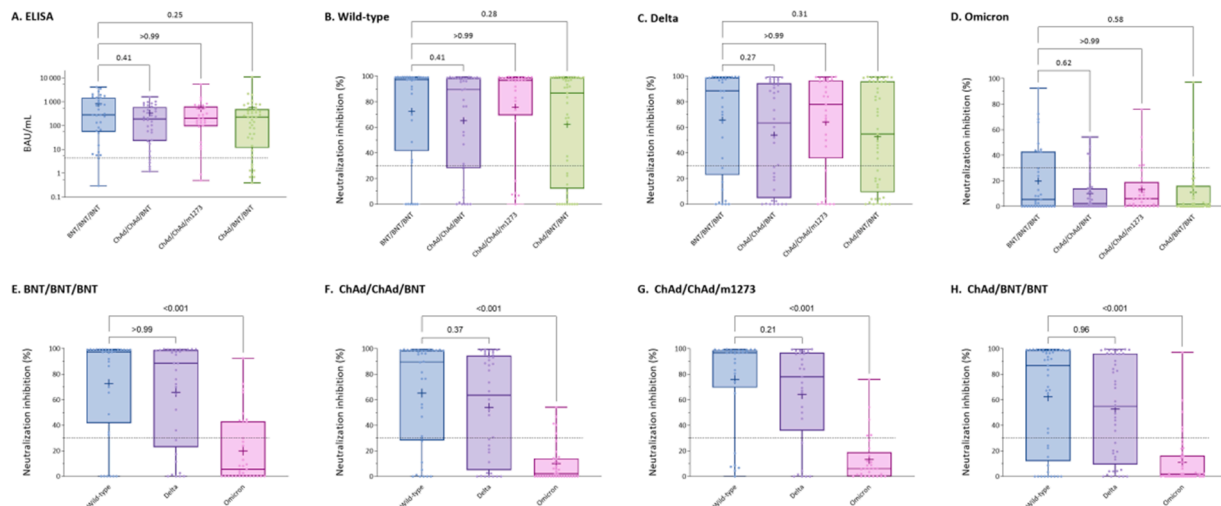 A. ELISA
0.25
>0.99
0.41
BAU/mL
10 000
1 000
100
10
1
0.1
BNT/BNT/BNT
ChAd/ChAd/BNT
ChAd/ChAd/m1273
ChAd/BNT/BNT
B. Wild-type
0.28
>0.99
0.41
Neutralization inhibition (%)
100
80
60
40
20
0
BNT/BNT/BNT
ChAd/ChAd/BNT
ChAd/ChAd/m1273
ChAd/BNT/BNT
C. Delta
0.31
>0.99
0.27
Neutralization inhibition (%)
100
80
60
40
20
0
BNT/BNT/BNT
ChAd/ChAd/BNT
ChAd/ChAd/m1273
ChAd/BNT/BNT
D. Omicron
0.58
>0.99
0.62
Neutralization inhibition (%)
100
80
60
40
20
0
BNT/BNT/BNT
ChAd/ChAd/BNT
ChAd/ChAd/m1273
ChAd/BNT/BNT
E. BNT/BNT/BNT
<0.001
>0.99
Neutralization inhibition (%)
100
80
60
40
20
0
Wild-type
Delta
Omicron
F. ChAd/ChAd/BNT
<0.001
0.37
Neutralization inhibition (%)
100
80
60
40
20
0
Wild-type
Delta
Omicron
G. ChAd/ChAd/m1273
<0.001
0.21
Neutralization inhibition (%)
100
80
60
40
20
0
Wild-type
Delta
Omicron
H. ChAd/BNT/BNT
<0.001
0.96
Neutralization inhibition (%)
100
80
60
40
20
0
Wild-type
Delta
Omicron